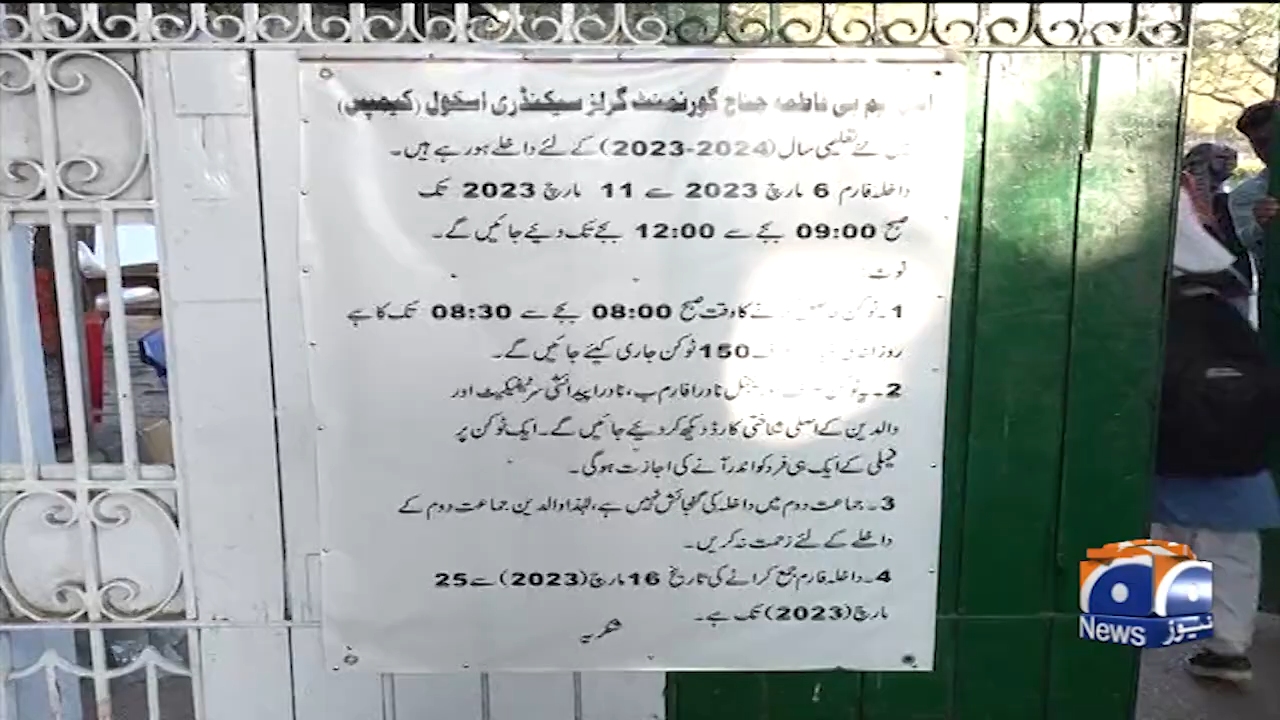 ایم بی فاطمہ جناح گورنمنٹ گرلز سیکنڈری اسکول (کیمپس)
نئے تعلیمی سال (2024-2023) کے لئے داخلے ہو رہے ہیں۔
داخلہ فارم 6 مارچ 2023 سے 11 مارچ 2023 تک
صبح 09:00 بجے سے 12:00 بجے تک دیئے جائیں گے۔
نوٹ
1۔ ٹوکن کا وقت صبح 08:00 بجے سے 08:30 تک کا ہے
150 ٹوکن جاری کیئے جائیں گے۔
2۔ یہ ٹوکن نادرا فارم ب، نادرا پیدائشی سرٹیفکیٹ اور
والدین کے اصلی شناختی کارڈ دیکھ کر دیئے جائیں گے۔ ایک ٹوکن پر
فیملی کے ایک ہی فرد کو اندر آنے کی اجازت ہوگی۔
3۔ جماعت دوم میں داخلہ کی گنجائش نہیں ہے، لہٰذا والدین جماعت دوم کے
داخلے کے لئے زحمت نہ کریں۔
4۔ داخلہ فارم جمع کرانے کی تاریخ 16 مارچ (2023) سے 25
مارچ (2023) تک ہے۔
شکریہ
News نیوز